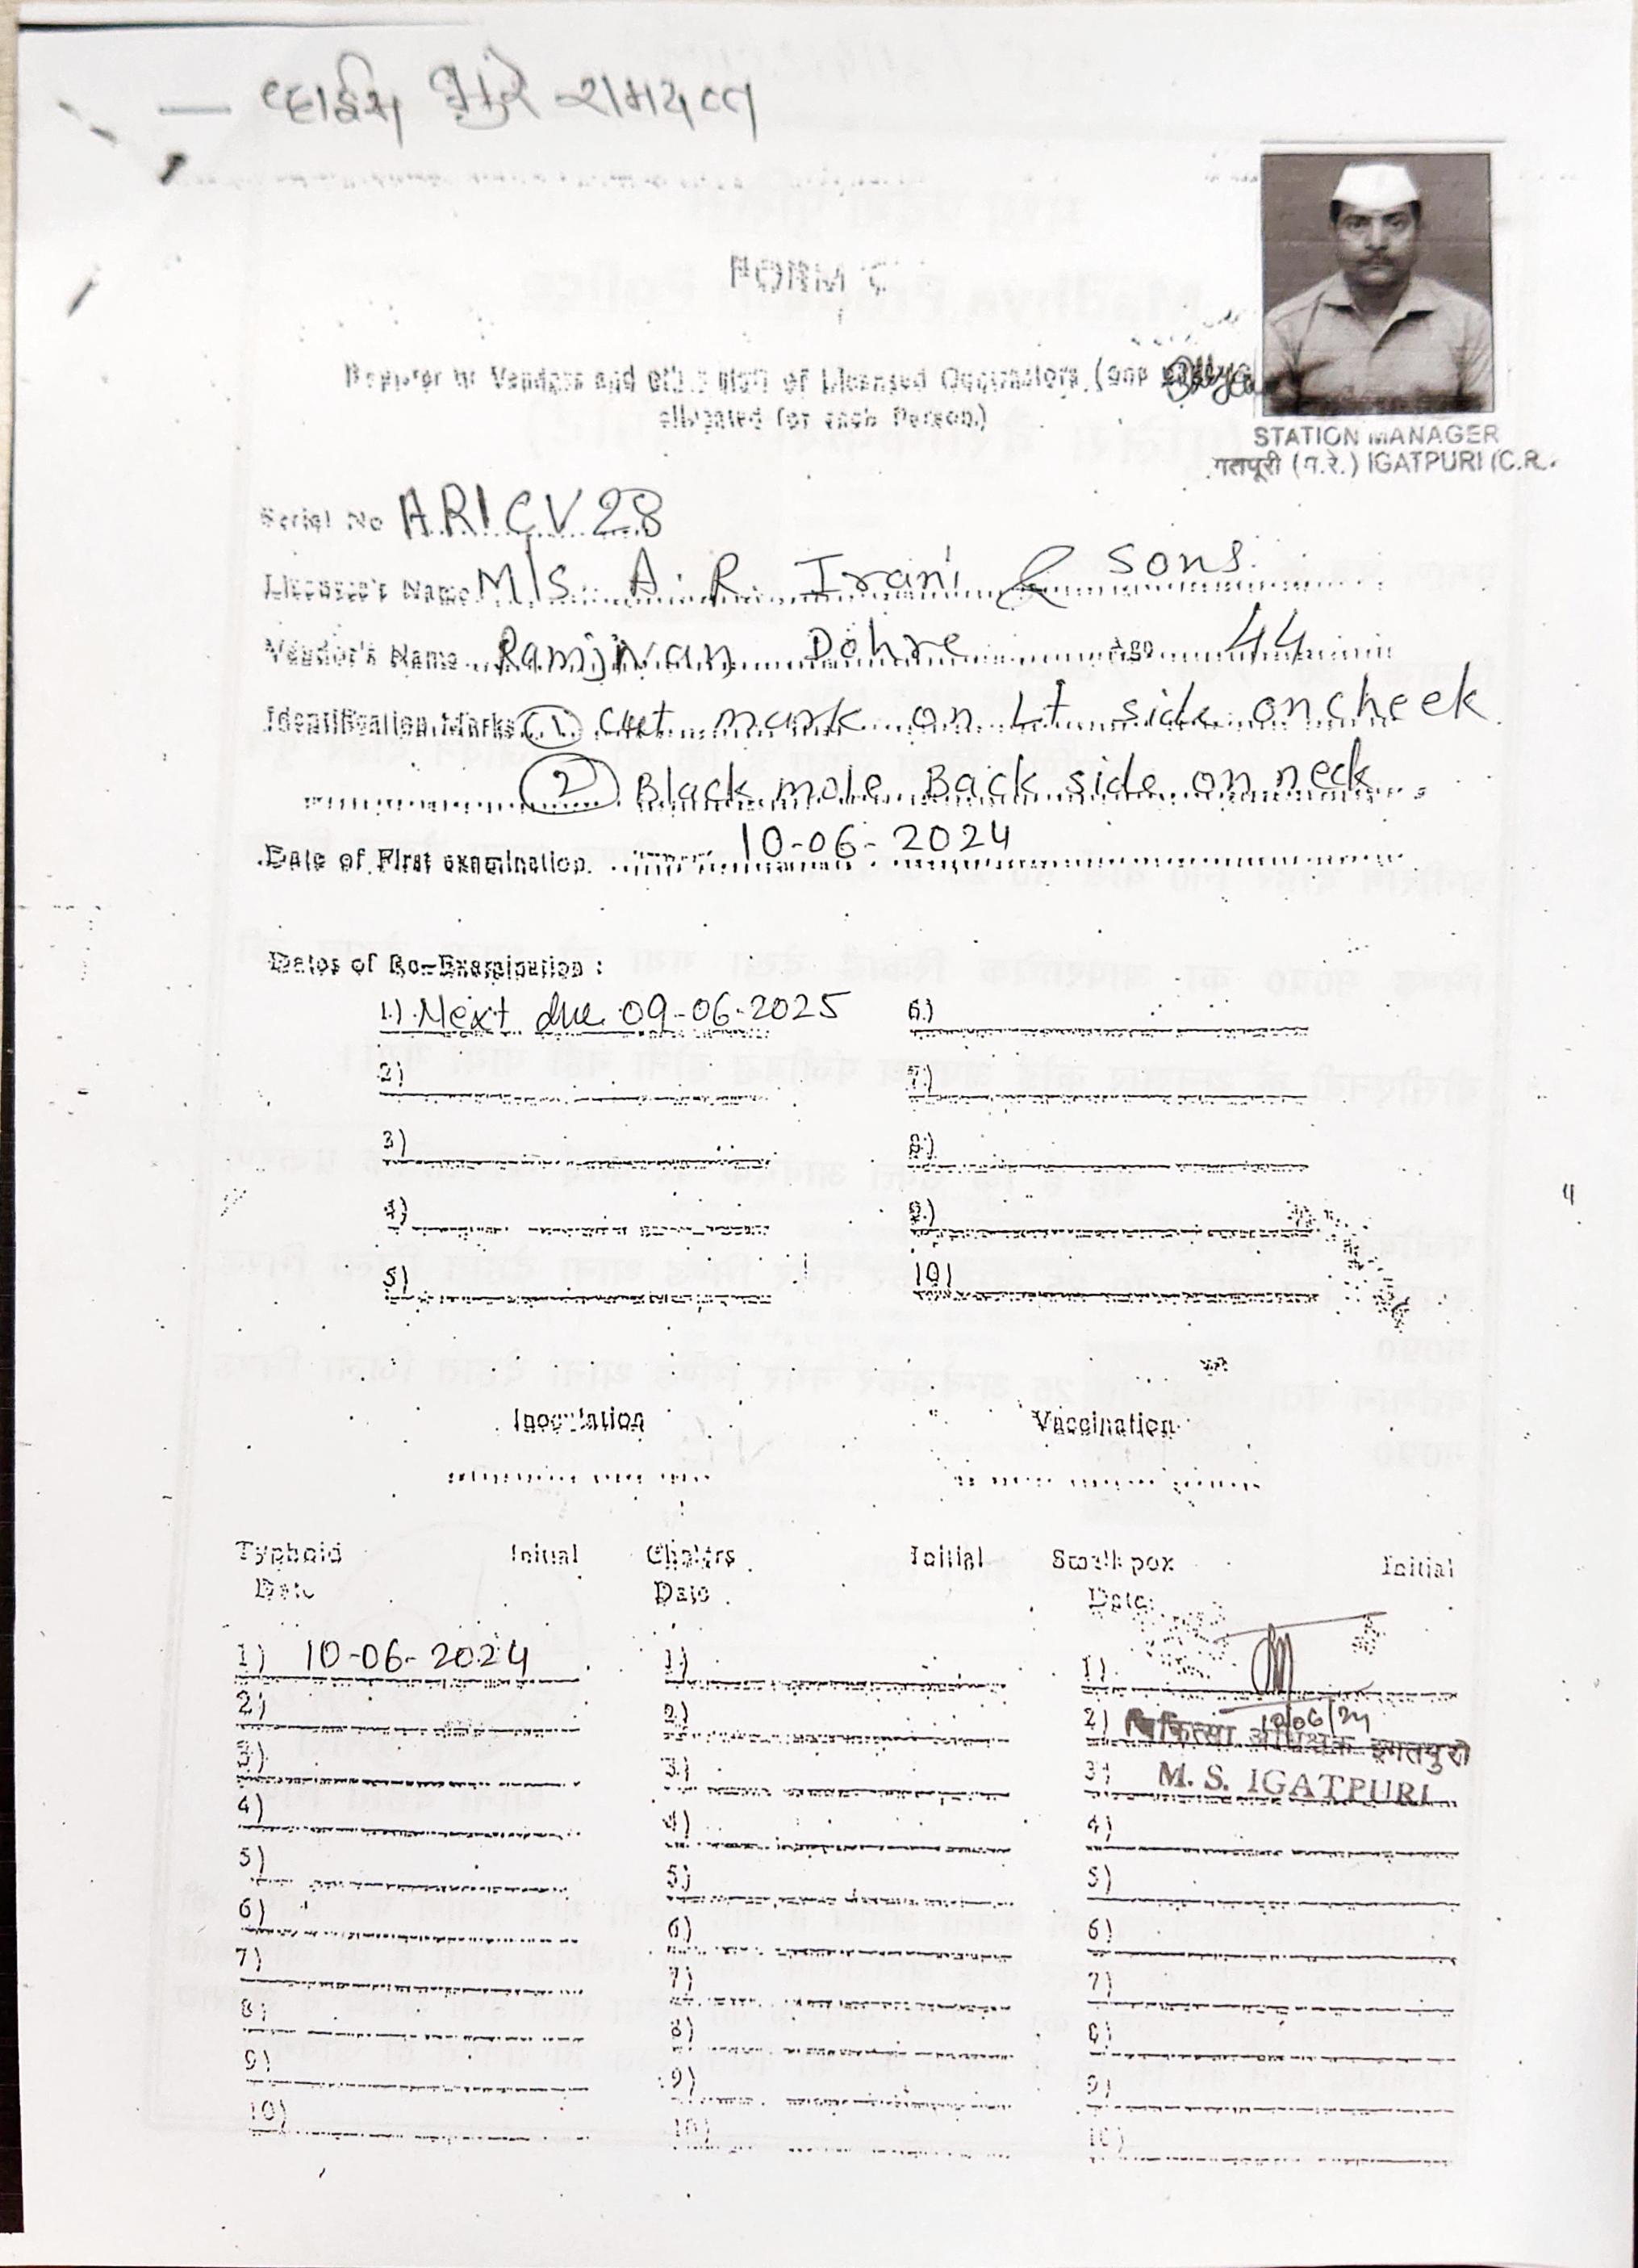 FORM C
Register of Vendors and other staff of Licensed Contractors (one
allocated for each Person.)
STATION MANAGER
गतपूरी (म.रे.) IGATPURI (C.R.
Serial No A.R.I.C.V.28
Licensee's Name M/S. A. R. Irani & Sons.
Vendor's Name Ramjivan Dohre Age 44
Identification Marks (1) Cut mark on Lt side on cheek
(2) Black mole Back side on neck
Date of First examination. 10-06-2024
Dates of Re-Examination :
1) Next due 09-06-2025 6)
2) 7)
3) 8)
4) 9)
5) 10)
Inoculation Vaccination
Typhoid Initial Cholera Initial Small pox Initial
Date Date Date
1) 10-06-2024 1) 1)
2) 2) 2) 10/06/24
चिकित्सा अधिक्षक इगतपुरी
3) 3) 3) M. S. IGATPURI
4) 4) 4)
5) 5) 5)
6) 6) 6)
7) 7) 7)
8) 8) 8)
9) 9) 9)
10) 10) 10)